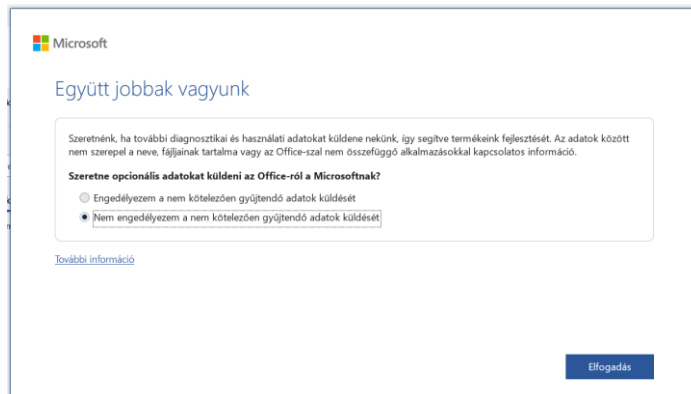 Microsoft
Együtt jobbak vagyunk
Szeretnénk, ha további diagnosztikai és használati adatokat küldene nekünk, így segítve termékeink fejlesztését. Az adatok között
nem szerepel a neve, fájljainak tartalma vagy az Office-szal nem összefüggő alkalmazásokkal kapcsolatos információ.
Szeretne opcionális adatokat küldeni az Office-ról a Microsoftnak?
Engedélyezem a nem kötelezően gyűjtendő adatok küldését
Nem engedélyezem a nem kötelezően gyűjtendő adatok küldését
További információ
Elfogadás